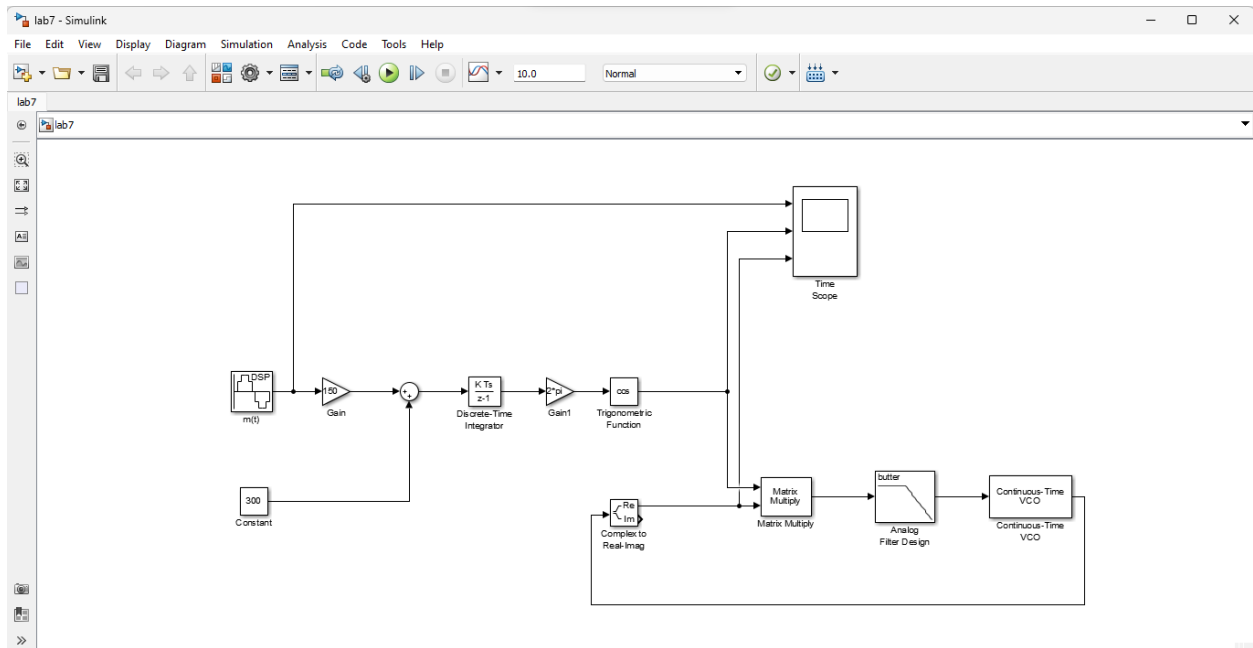 lab7 - Simulink
File Edit View Display Diagram Simulation Analysis Code Tools Help
10.0 Normal
lab7
lab7
Time
Scope
DSP
m(t)
150
Gain
+
+
K Ts
z-1
Discrete-Time
Integrator
2*pi
Gain1
cos
Trigonometric
Function
300
Constant
Re
Im
Complex to
Real-Imag
Matrix
Multiply
Matrix Multiply
butter
Analog
Filter Design
Continuous-Time
VCO
Continuous-Time
VCO